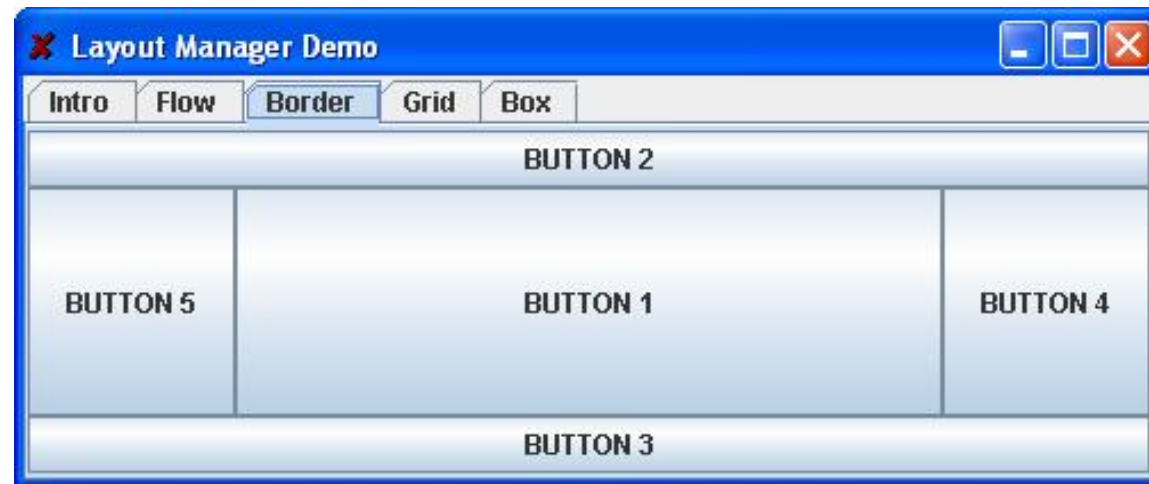 Layout Manager Demo
Intro Flow Border Grid Box
BUTTON 2
BUTTON 5 BUTTON 1 BUTTON 4
BUTTON 3